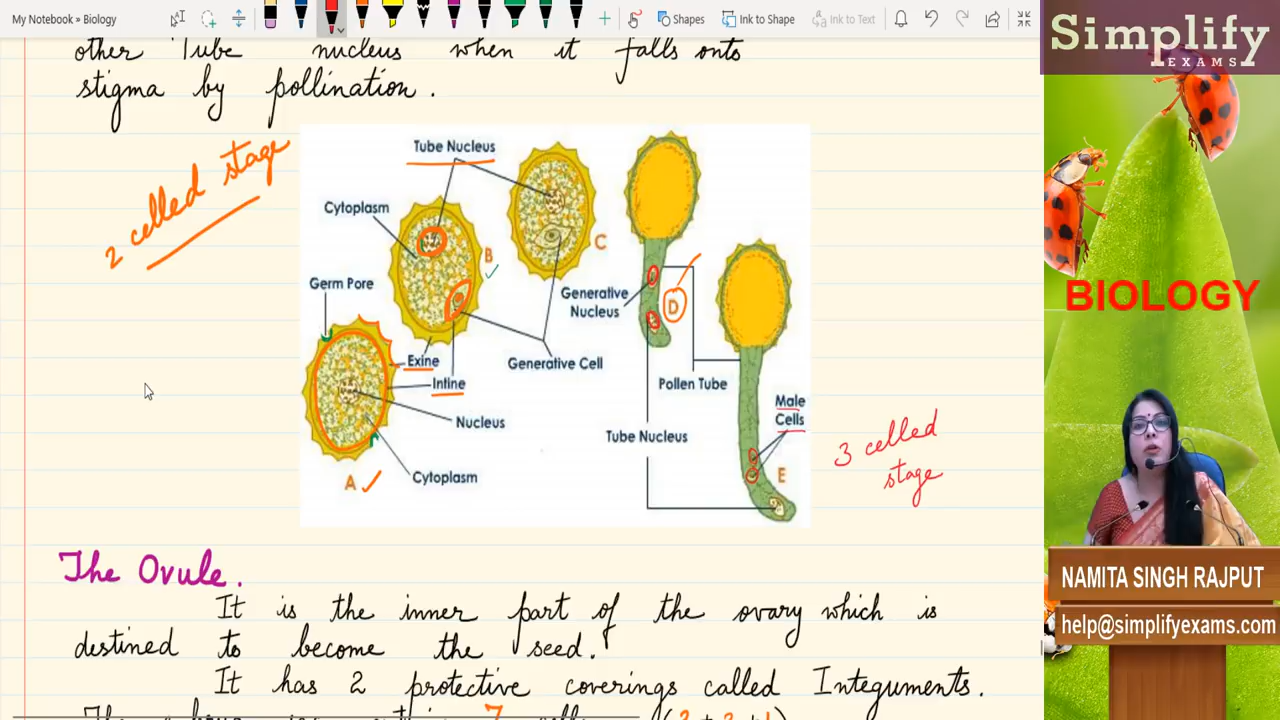 My Notebook » Biology
Shapes
Ink to Shape
Ink to Text
Simplify
EXAMS
other Tube nucleus when it falls onto
stigma by pollination.
2 celled stage
Tube Nucleus
Cytoplasm
B
C
Germ Pore
Generative
Nucleus
D
Exine
Intine
Generative Cell
Pollen Tube
Nucleus
Male
Cells
Tube Nucleus
3 celled
stage
Cytoplasm
A
E
BIOLOGY
The Ovule.
It is the inner part of the ovary which is
destined to become the seed.
It has 2 protective coverings called Integuments.
NAMITA SINGH RAJPUT
help@simplifyexams.com